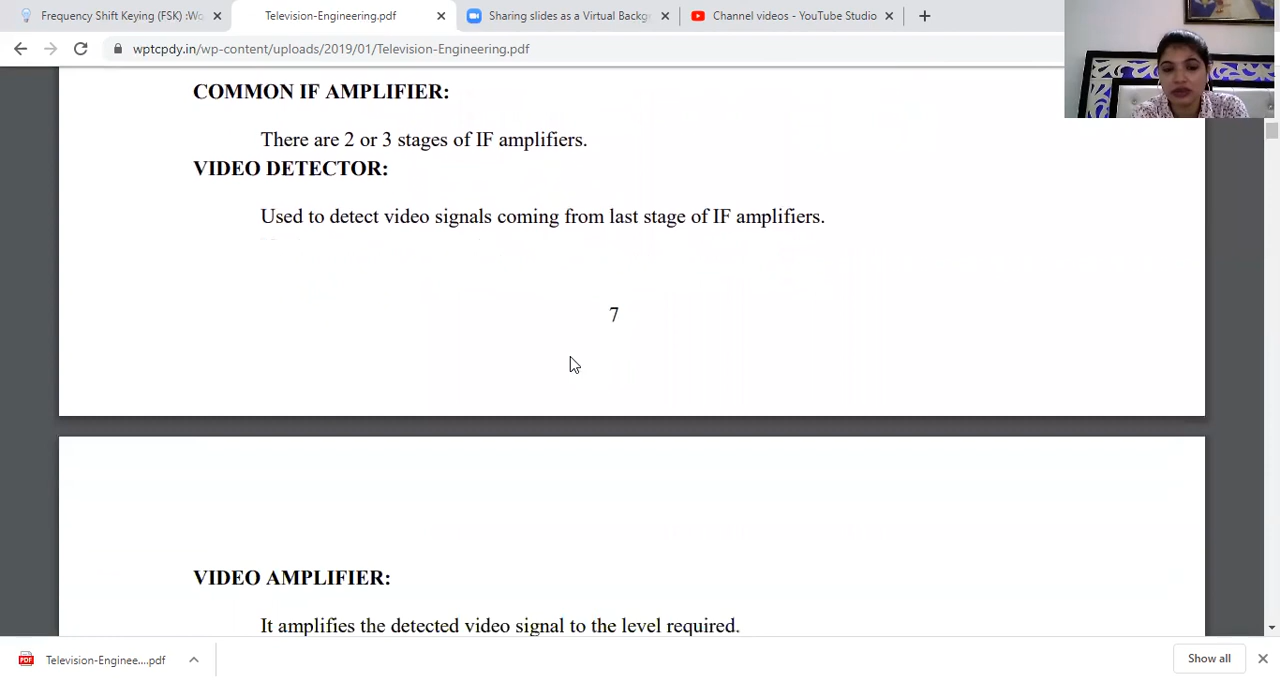 Frequency Shift Keying (FSK) :Wo
Television-Engineering.pdf
Sharing slides as a Virtual Backg
Channel videos - YouTube Studio
wptcpdy.in/wp-content/uploads/2019/01/Television-Engineering.pdf
COMMON IF AMPLIFIER:
There are 2 or 3 stages of IF amplifiers.
VIDEO DETECTOR:
Used to detect video signals coming from last stage of IF amplifiers.
7
VIDEO AMPLIFIER:
It amplifies the detected video signal to the level required.
PDF
Television-Enginee....pdf
Show all